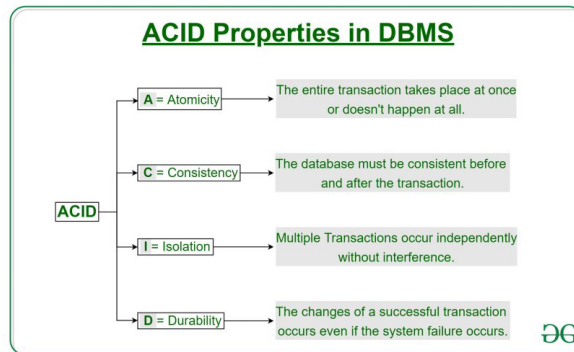 ACID Properties in DBMS
A = Atomicity
The entire transaction takes place at once
or doesn't happen at all.
C = Consistency
The database must be consistent before
and after the transaction.
ACID
I = Isolation
Multiple Transactions occur independently
without interference.
D = Durability
The changes of a successful transaction
occurs even if the system failure occurs.